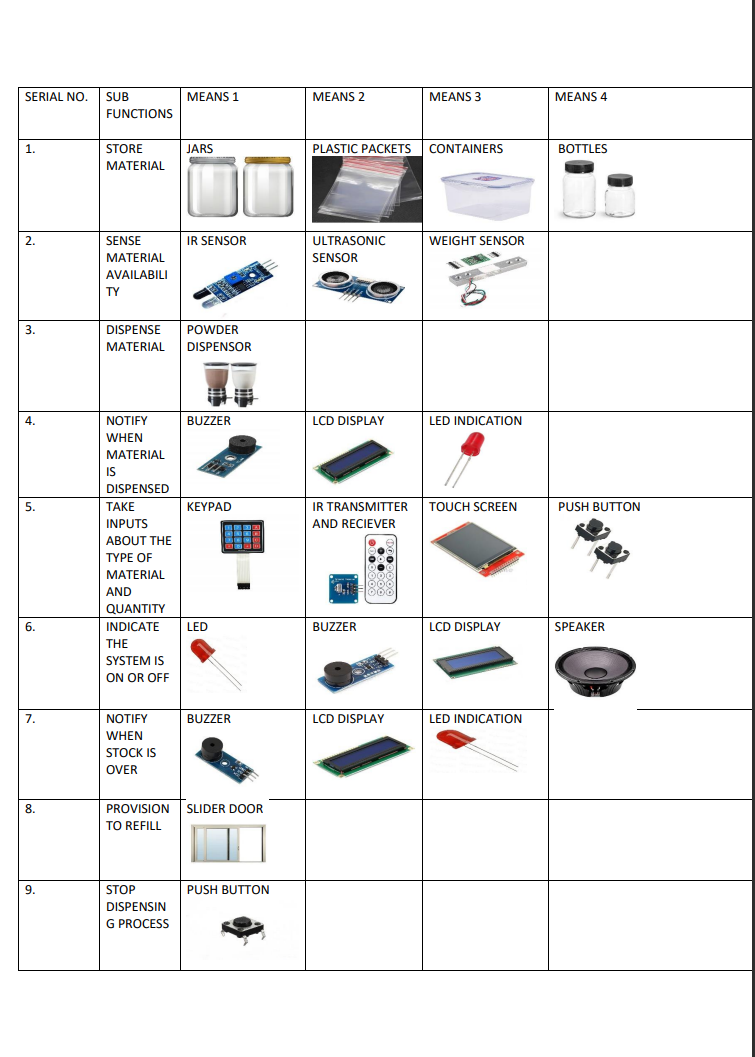 SERIAL NO. SUB FUNCTIONS MEANS 1 MEANS 2 MEANS 3 MEANS 4
1. STORE MATERIAL JARS PLASTIC PACKETS CONTAINERS BOTTLES
2. SENSE MATERIAL AVAILABILI TY IR SENSOR ULTRASONIC SENSOR WEIGHT SENSOR
3. DISPENSE MATERIAL POWDER DISPENSOR
4. NOTIFY WHEN MATERIAL IS DISPENSED BUZZER LCD DISPLAY LED INDICATION
5. TAKE INPUTS ABOUT THE TYPE OF MATERIAL AND QUANTITY KEYPAD IR TRANSMITTER AND RECIEVER TOUCH SCREEN PUSH BUTTON
6. INDICATE THE SYSTEM IS ON OR OFF LED BUZZER LCD DISPLAY SPEAKER
7. NOTIFY WHEN STOCK IS OVER BUZZER LCD DISPLAY LED INDICATION
8. PROVISION TO REFILL SLIDER DOOR
9. STOP DISPENSIN G PROCESS PUSH BUTTON